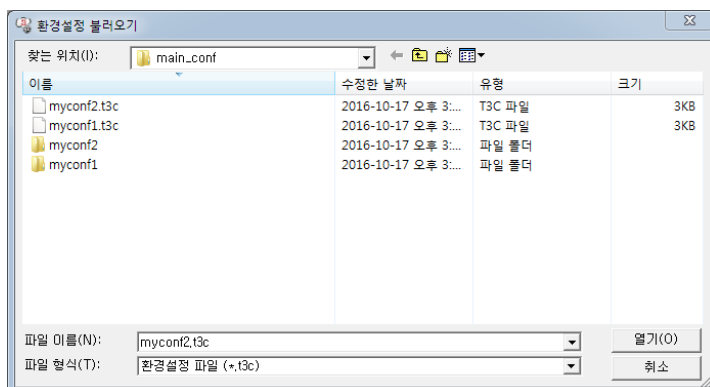 환경설정 불러오기
찾는 위치(I): main_conf
이름 수정한 날짜 유형 크기
myconf2.t3c 2016-10-17 오후 3:... T3C 파일 3KB
myconf1.t3c 2016-10-17 오후 3:... T3C 파일 3KB
myconf2 2016-10-17 오후 3:... 파일 폴더
myconf1 2016-10-17 오후 3:... 파일 폴더
파일 이름(N): myconf2.t3c 열기(O)
파일 형식(T): 환경설정 파일 (*.t3c) 취소